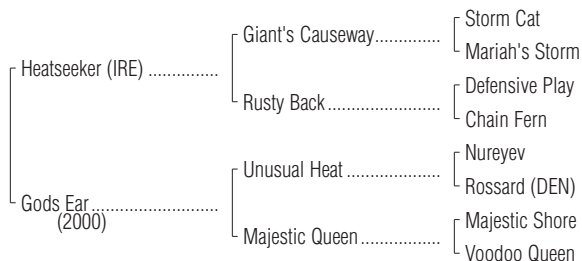 Storm Cat
Giant's Causeway..............
Mariah's Storm
Heatseeker (IRE) ...............
Defensive Play
Rusty Back ........................
Chain Fern
Nureyev
Unusual Heat ....................
Rossard (DEN)
Gods Ear ...........................
(2000)
Majestic Shore
Majestic Queen .................
Voodoo Queen